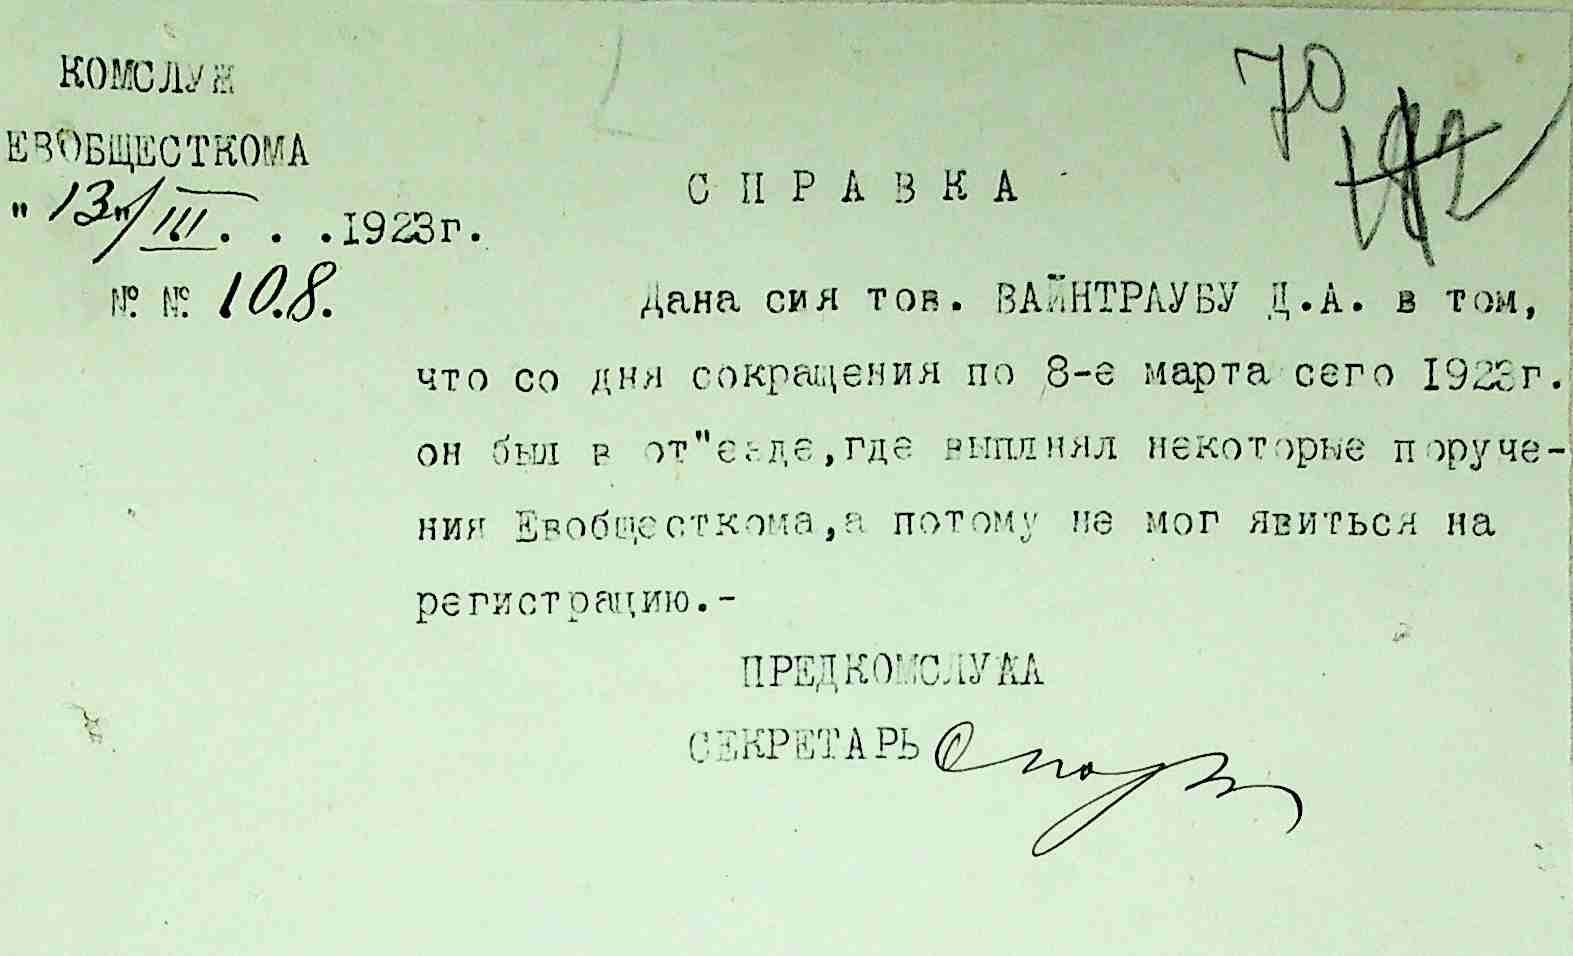 70
КОМСЛУЖ
ЕВОБЩЕСТКОМА
" 13 "/III. . .1923г.
№ № 108.
С П Р А В К А
Дана сия тов. ВАЙНТРАУБУ Д.А. в том,
что со дня сокращения по 8-е марта сего 1923г.
он был в от"езде,где выплнял некоторые поруче-
ния Евобщесткома,а потому не мог явиться на
регистрацию.-
ПРЕДКОМСЛУЖА
СЕКРЕТАРЬ